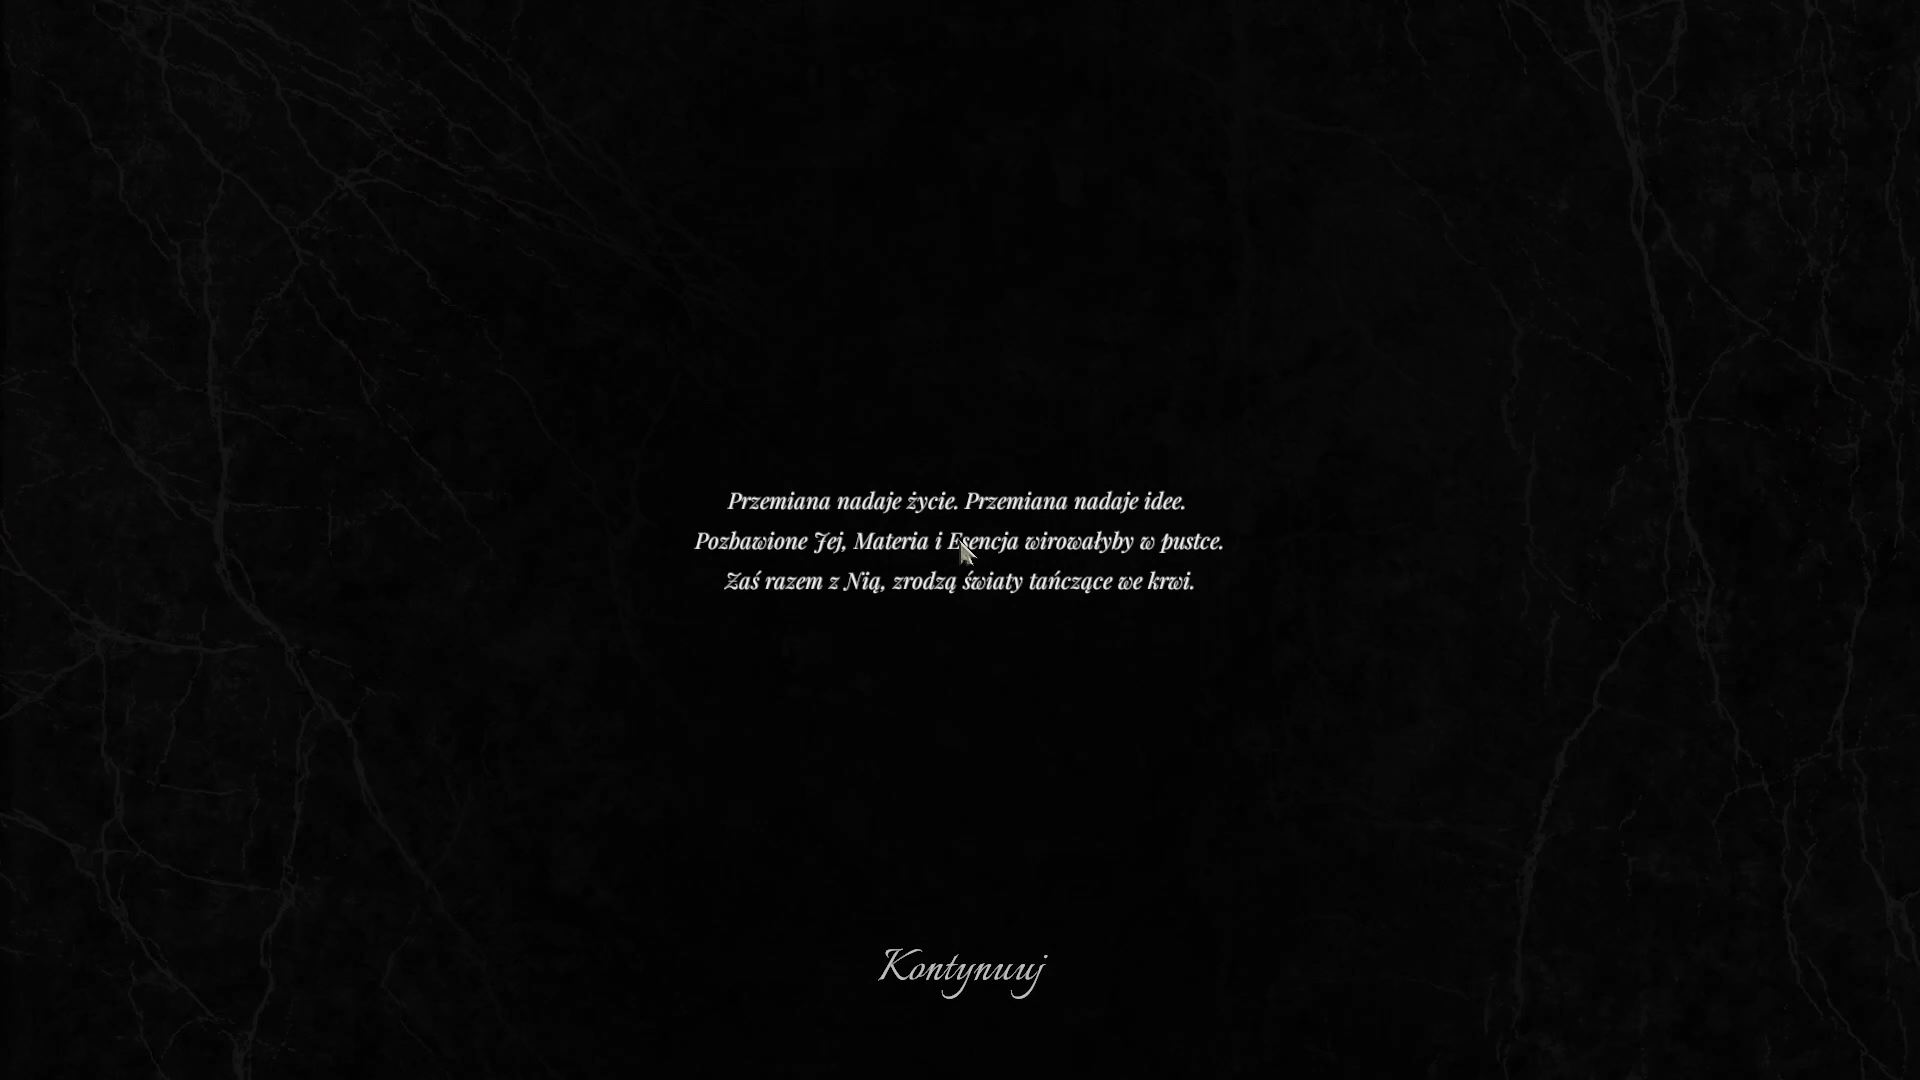 Przemiana nadaje życie. Przemiana nadaje idee.
Pozbawione Jej, Materia i Esencja wirowałyby w pustce.
Zaś razem z Nią, zrodzą światy tańczące we krwi.
Kontynuuj